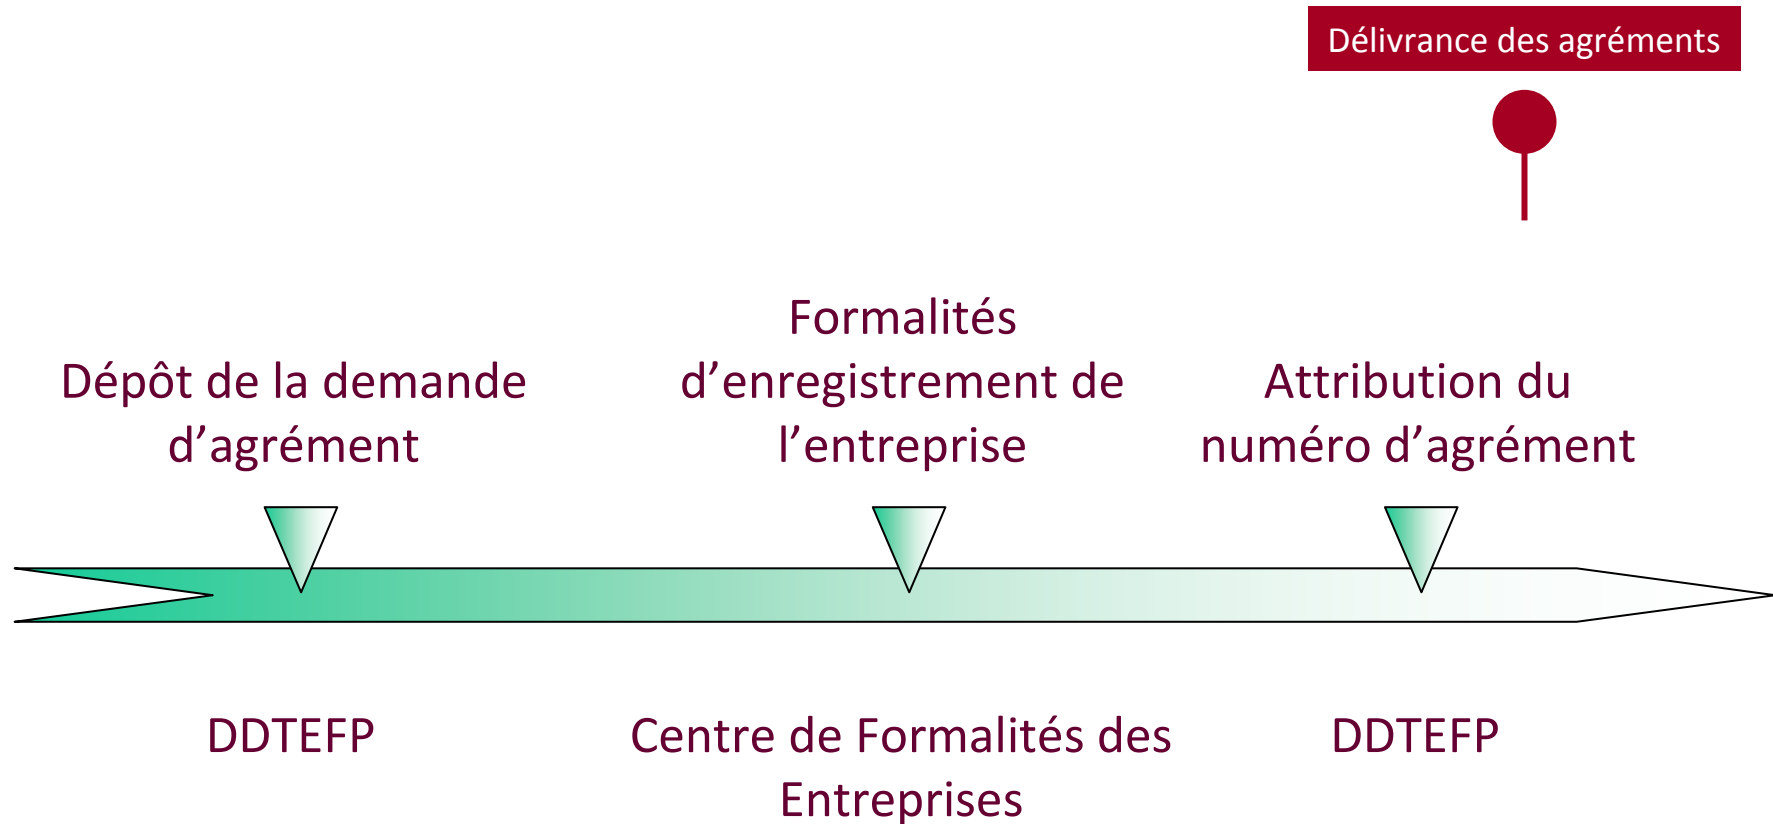 Délivrance des agréments
Dépôt de la demande
d’agrément
Formalités
d’enregistrement de
l’entreprise
Attribution du
numéro d’agrément
DDTEFP
Centre de Formalités des
Entreprises
DDTEFP